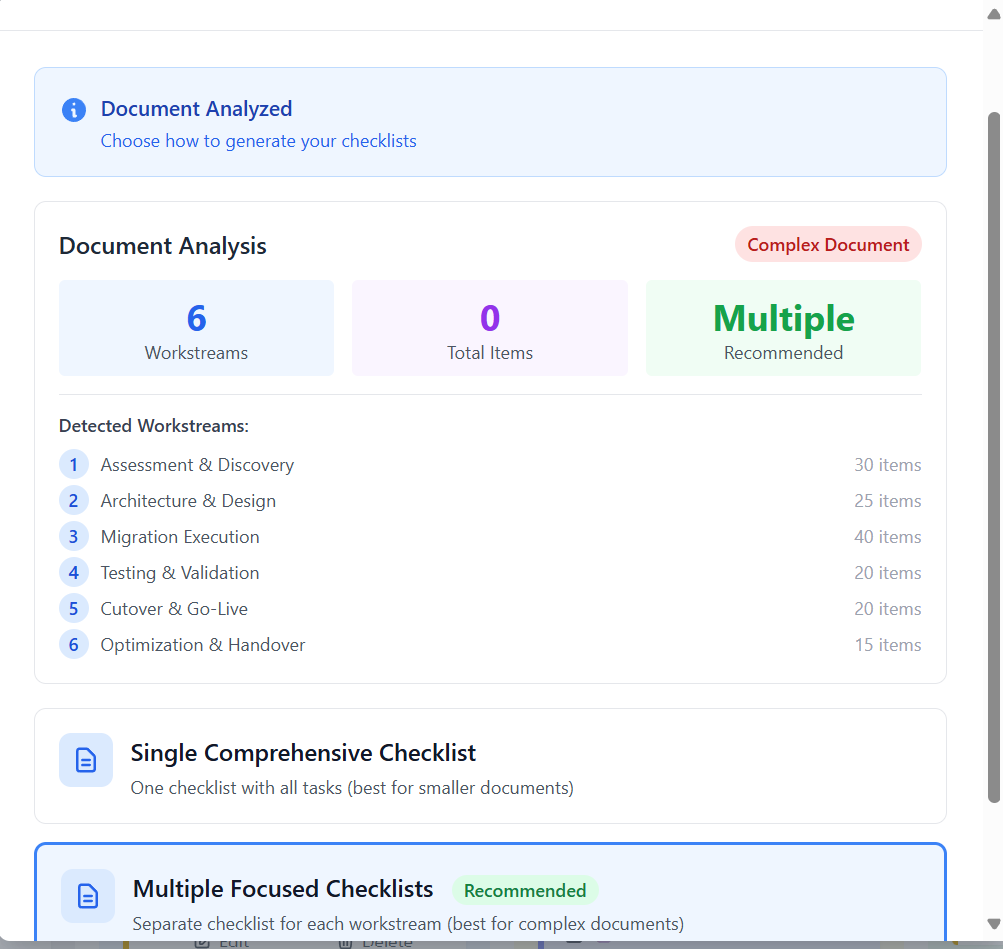 Document Analyzed
Choose how to generate your checklists
Document Analysis
Complex Document
6
Workstreams
0
Total Items
Multiple
Recommended
Detected Workstreams:
1 Assessment & Discovery 30 items
2 Architecture & Design 25 items
3 Migration Execution 40 items
4 Testing & Validation 20 items
5 Cutover & Go-Live 20 items
6 Optimization & Handover 15 items
Single Comprehensive Checklist
One checklist with all tasks (best for smaller documents)
Multiple Focused Checklists Recommended
Separate checklist for each workstream (best for complex documents)
Edit Delete